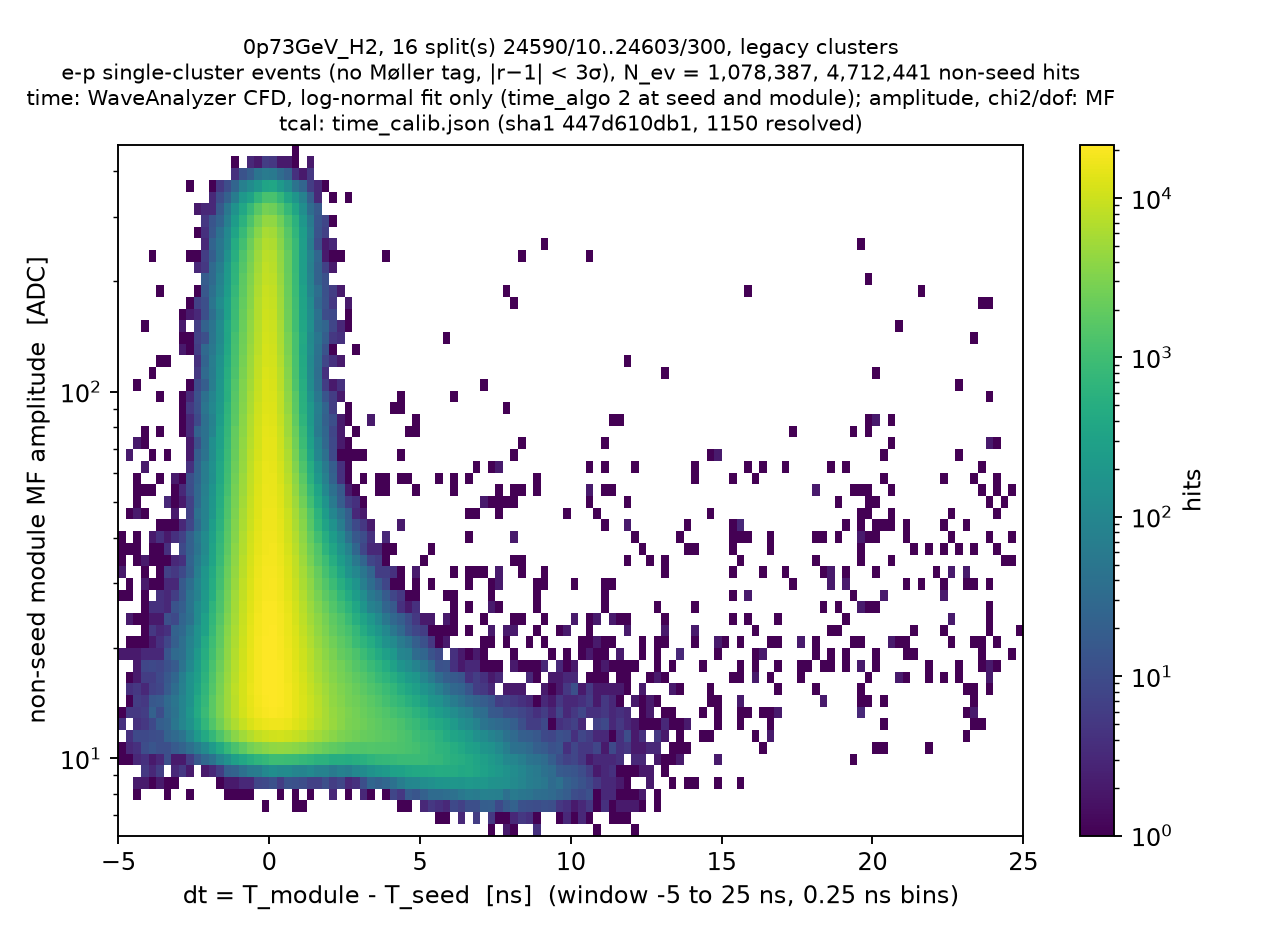 0p73GeV_H2, 16 split(s) 24590/10..24603/300, legacy clusters
e-p single-cluster events (no Møller tag, |r−1| < 3σ), N_ev = 1,078,387, 4,712,441 non-seed hits
time: WaveAnalyzer CFD, log-normal fit only (time_algo 2 at seed and module); amplitude, chi2/dof: MF
tcal: time_calib.json (sha1 447d610db1, 1150 resolved)
non-seed module MF amplitude [ADC]
10²
10¹
−5 0 5 10 15 20 25
dt = T_module - T_seed [ns] (window -5 to 25 ns, 0.25 ns bins)
10⁴
10³
10²
10¹
10⁰
hits